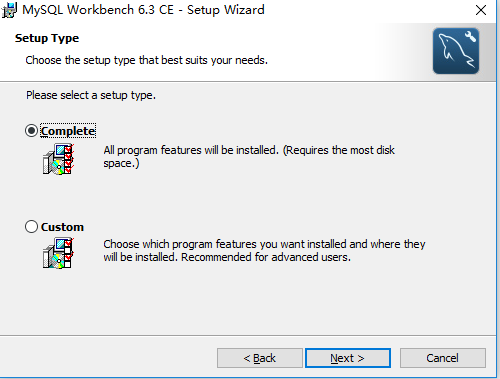 MySQL Workbench 6.3 CE - Setup Wizard
Setup Type
Choose the setup type that best suits your needs.
Please select a setup type.
Complete
All program features will be installed. (Requires the most disk
space.)
Custom
Choose which program features you want installed and where they
will be installed. Recommended for advanced users.
< Back
Next >
Cancel